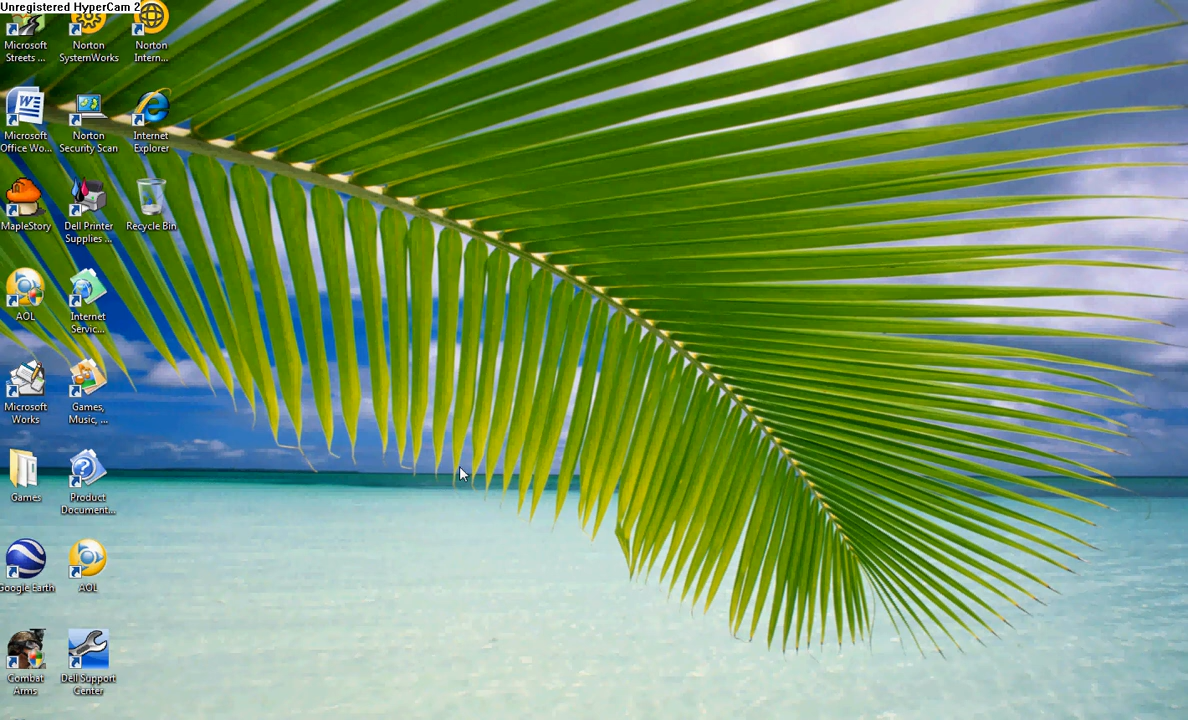 Unregistered HyperCam 2
Microsoft
Streets ...
Norton
SystemWorks
Norton
Intern...
Microsoft
Office Wo...
Norton
Security Scan
Internet
Explorer
MapleStory
Dell Printer
Supplies ...
Recycle Bin
AOL
Internet
Servic...
Microsoft
Works
Games,
Music, ...
Games
Product
Document...
Google Earth
AOL
Combat
Arms
Dell Support
Center